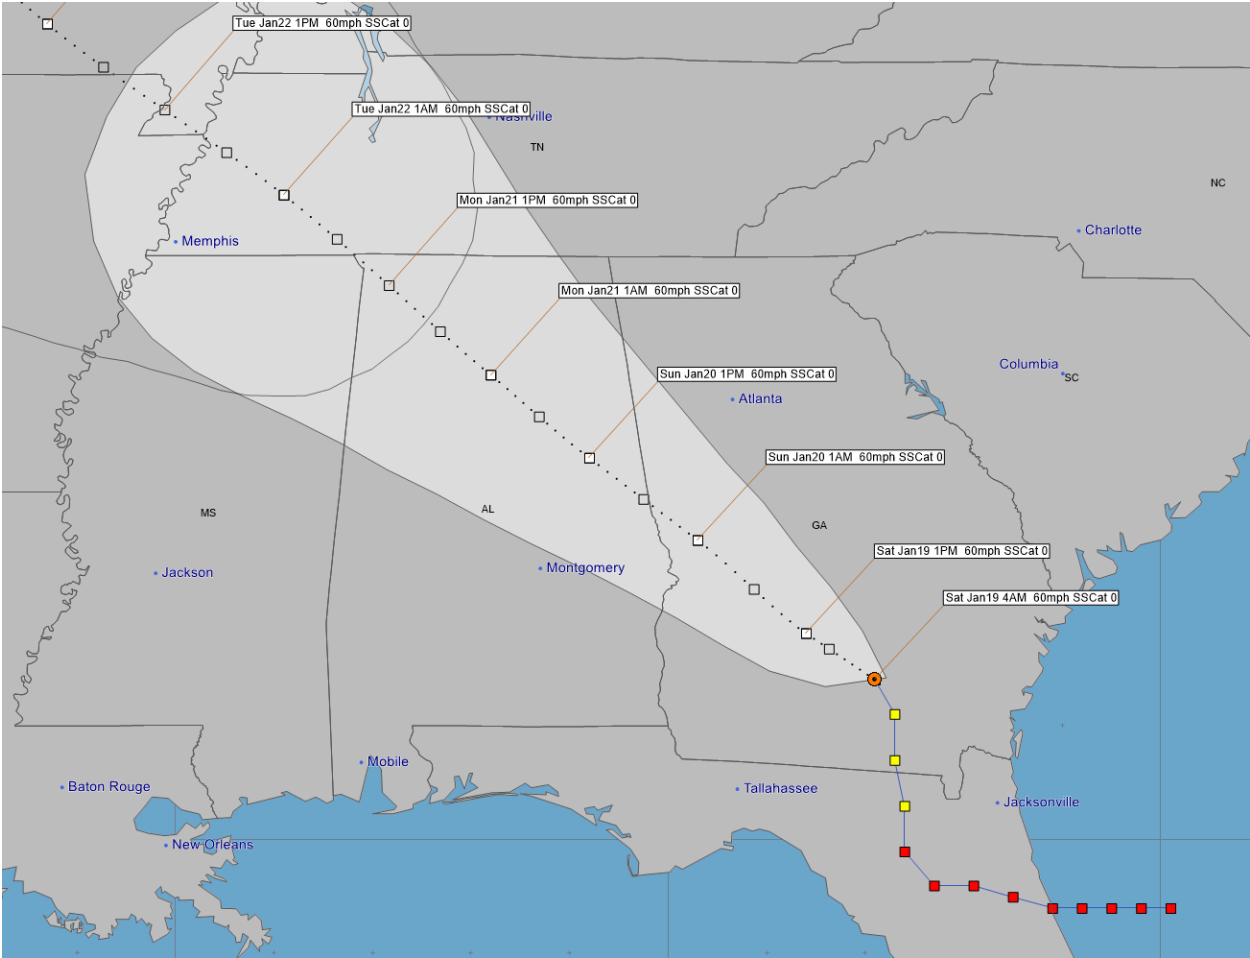 Tue Jan22 1PM 60mph SSCat 0
Tue Jan22 1AM 60mph SSCat 0
Nashville
TN
NC
Mon Jan21 1PM 60mph SSCat 0
Memphis
Charlotte
Mon Jan21 1AM 60mph SSCat 0
Columbia
SC
Sun Jan20 1PM 60mph SSCat 0
Atlanta
Sun Jan20 1AM 60mph SSCat 0
MS
AL
GA
Sat Jan19 1PM 60mph SSCat 0
Jackson
Montgomery
Sat Jan19 4AM 60mph SSCat 0
Mobile
Baton Rouge
Tallahassee
Jacksonville
New Orleans